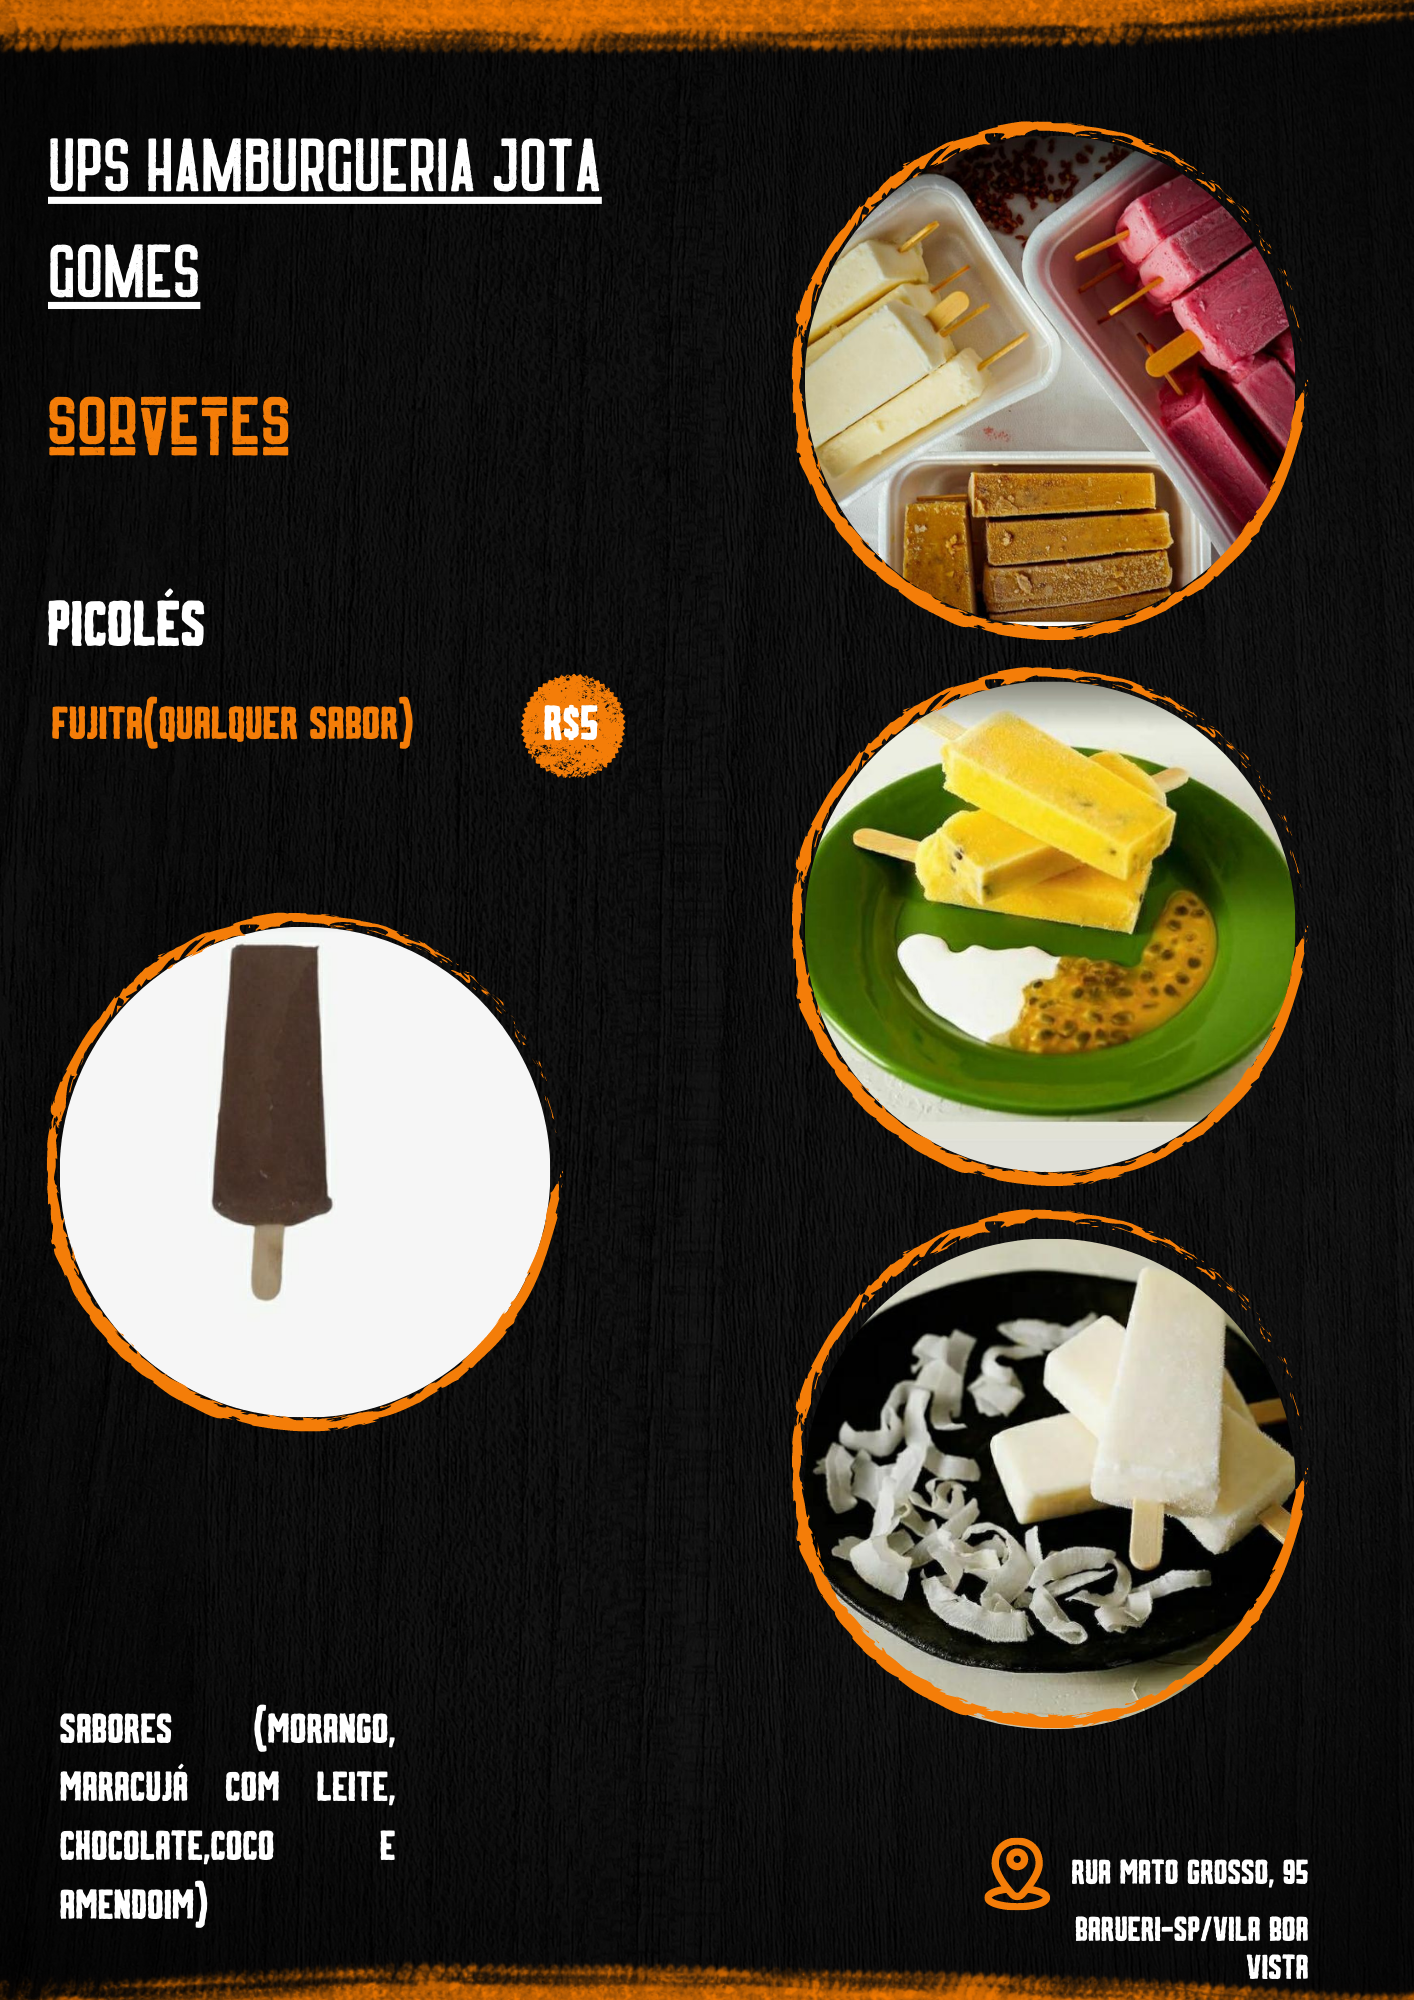 UPS HAMBURGUERIA JOTA
GOMES
SORVETES
PICOLÉS
FUJITA(QUALQUER SABOR)
R$5
SABORES (MORANGO,
MARACUJÁ COM LEITE,
CHOCOLATE,COCO E
AMENDOIM)
RUA MATO GROSSO, 95
BARUERI-SP/VILA BOA
VISTA